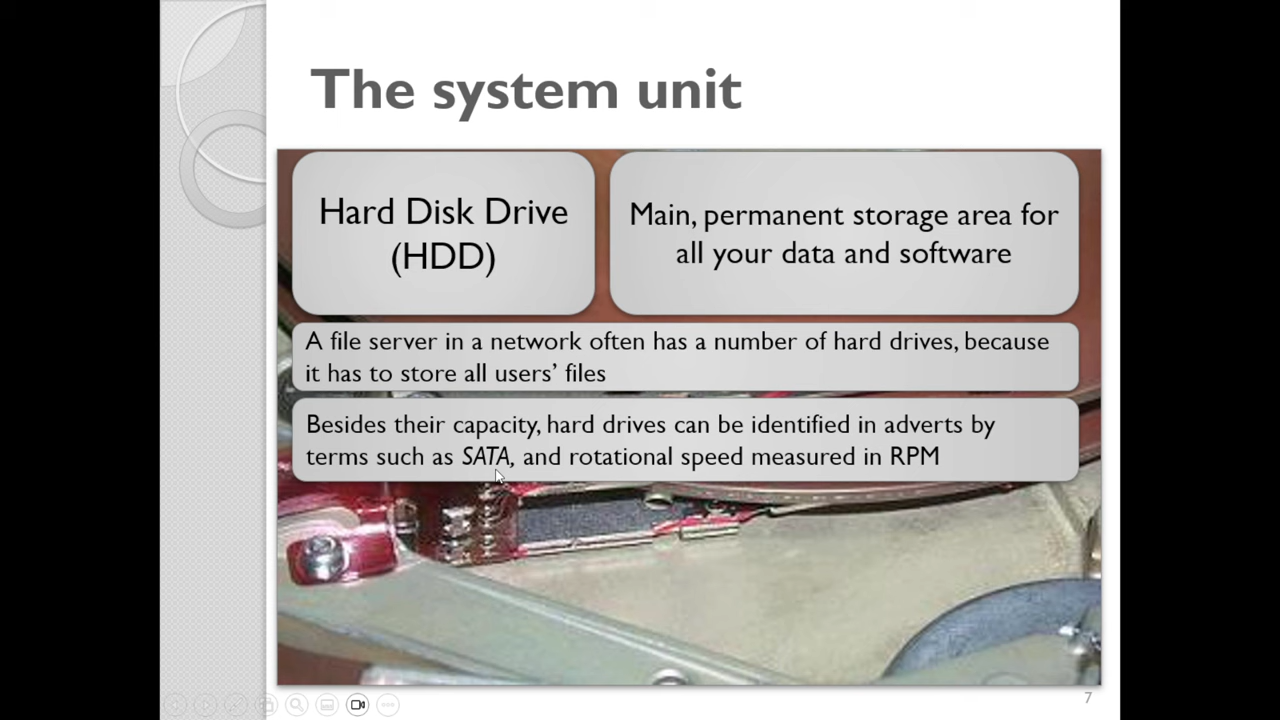 The system unit
Hard Disk Drive
(HDD)
Main, permanent storage area for
all your data and software
A file server in a network often has a number of hard drives, because
it has to store all users’ files
Besides their capacity, hard drives can be identified in adverts by
terms such as SATA, and rotational speed measured in RPM
7